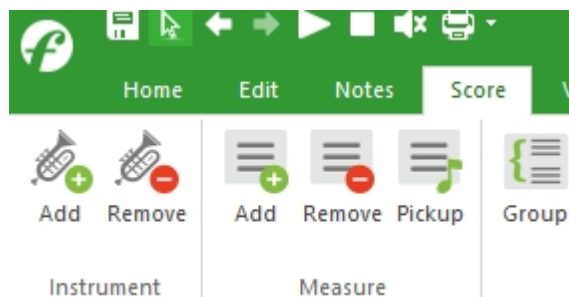 Home Edit Notes Score
Add Remove Add Remove Pickup Group
Instrument Measure